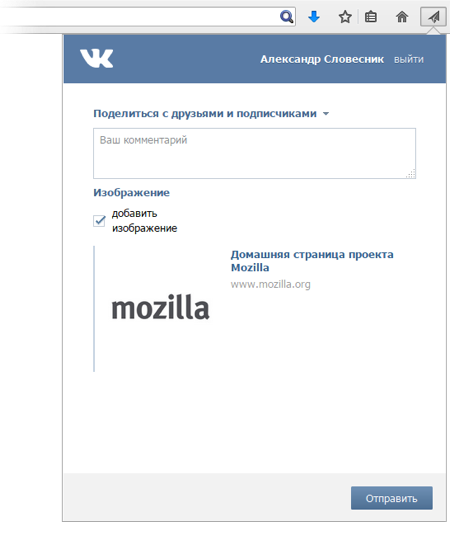 Александр Словесник выйти
Поделиться с друзьями и подписчиками
Ваш комментарий
Изображение
добавить
изображение
Домашняя страница проекта
Mozilla
www.mozilla.org
mozilla
Отправить